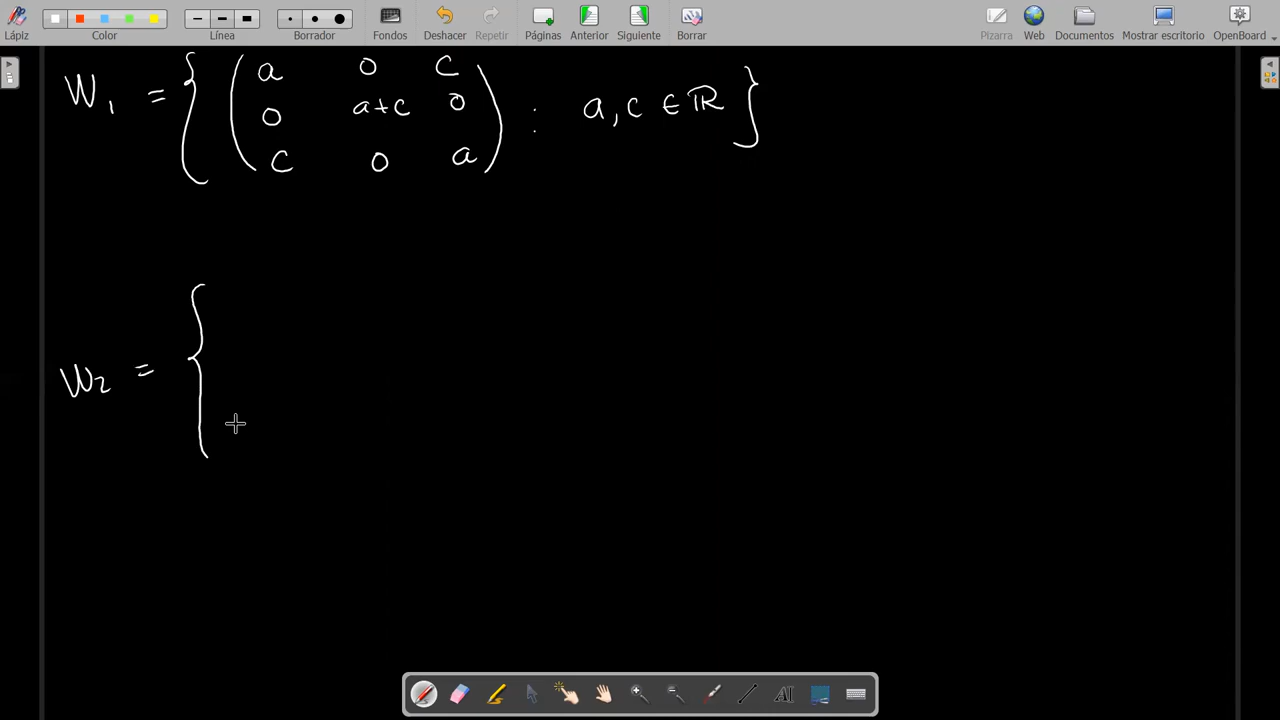 Color Línea Borrador Fondos Deshacer Repetir Páginas Anterior Siguiente Borrar Pizarra Web Documentos Mostrar escritorio OpenBoard
Lápiz
W₁ = { ( a 0 c
0 a+c 0 ) : a, c ∈ ℝ }
c 0 a
W₂ = {
AI